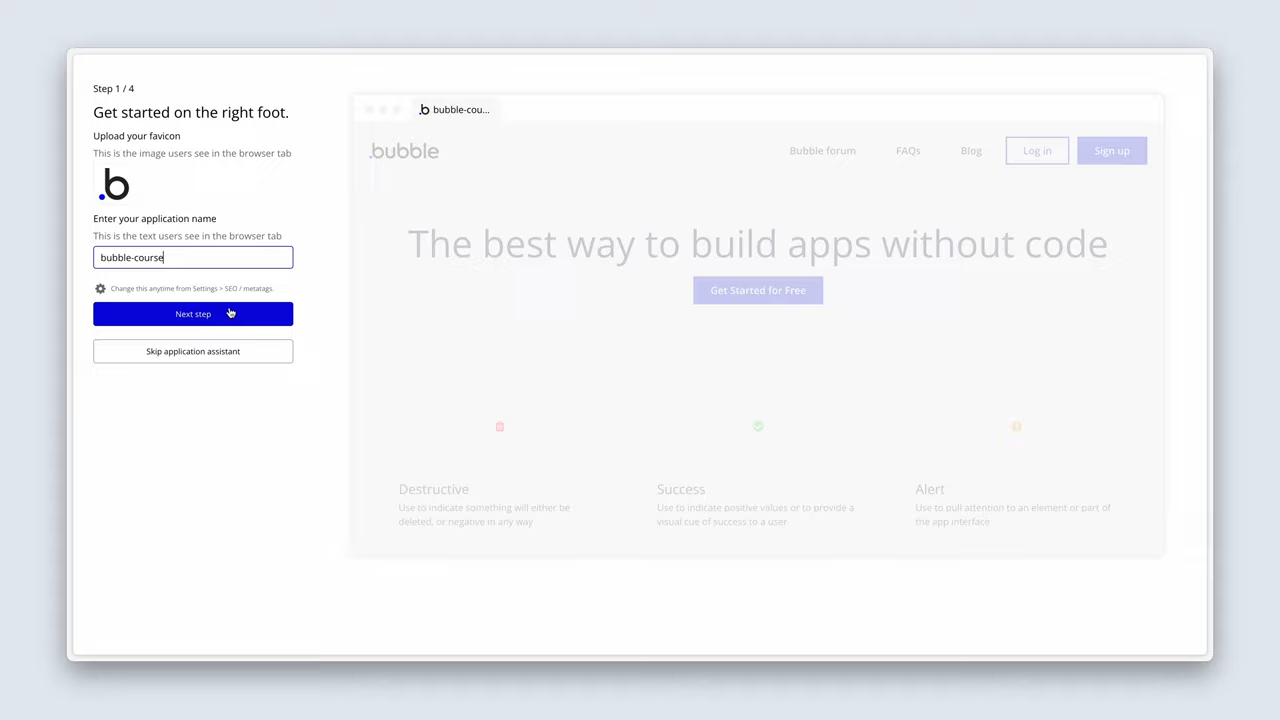 Step 1 / 4
Get started on the right foot.
Upload your favicon
This is the image users see in the browser tab
.b
Enter your application name
This is the text users see in the browser tab
bubble-course
Change this anytime from Settings > SEO / metatags.
Next step
Skip application assistant
.b bubble-cou...
.bubble
Bubble forum FAQs Blog Log in Sign up
The best way to build apps without code
Get Started for Free
Destructive
Use to indicate something will either be
deleted, or negative in any way
Success
Use to indicate positive values or to provide a
visual cue of success to a user
Alert
Use to pull attention to an element or part of
the app interface